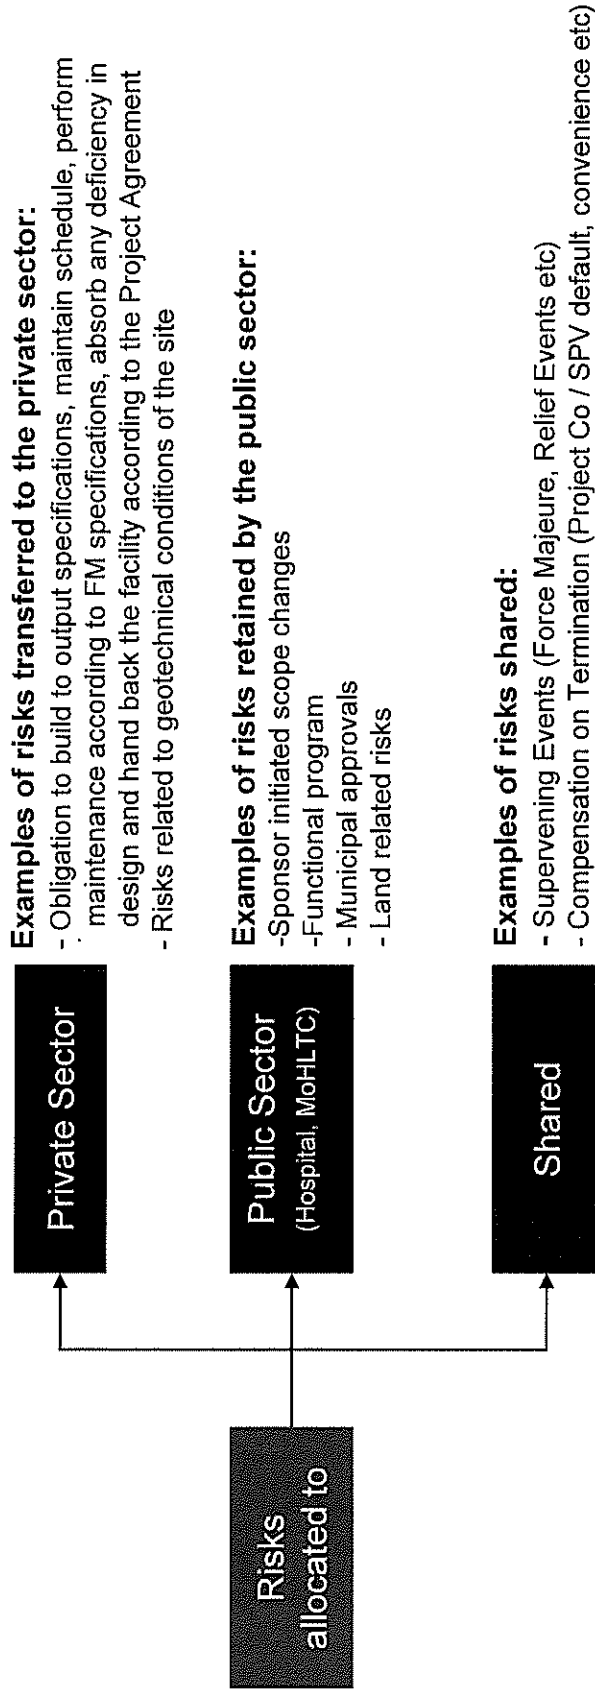 Risks
allocated to
Private Sector
Examples of risks transferred to the private sector:
- Obligation to build to output specifications, maintain schedule, perform
maintenance according to FM specifications, absorb any deficiency in
design and hand back the facility according to the Project Agreement
- Risks related to geotechnical conditions of the site
Public Sector
(Hospital, MoHLTC)
Examples of risks retained by the public sector:
-Sponsor initiated scope changes
-Functional program
- Municipal approvals
- Land related risks
Shared
Examples of risks shared:
- Supervening Events (Force Majeure, Relief Events etc)
- Compensation on Termination (Project Co / SPV default, convenience etc)